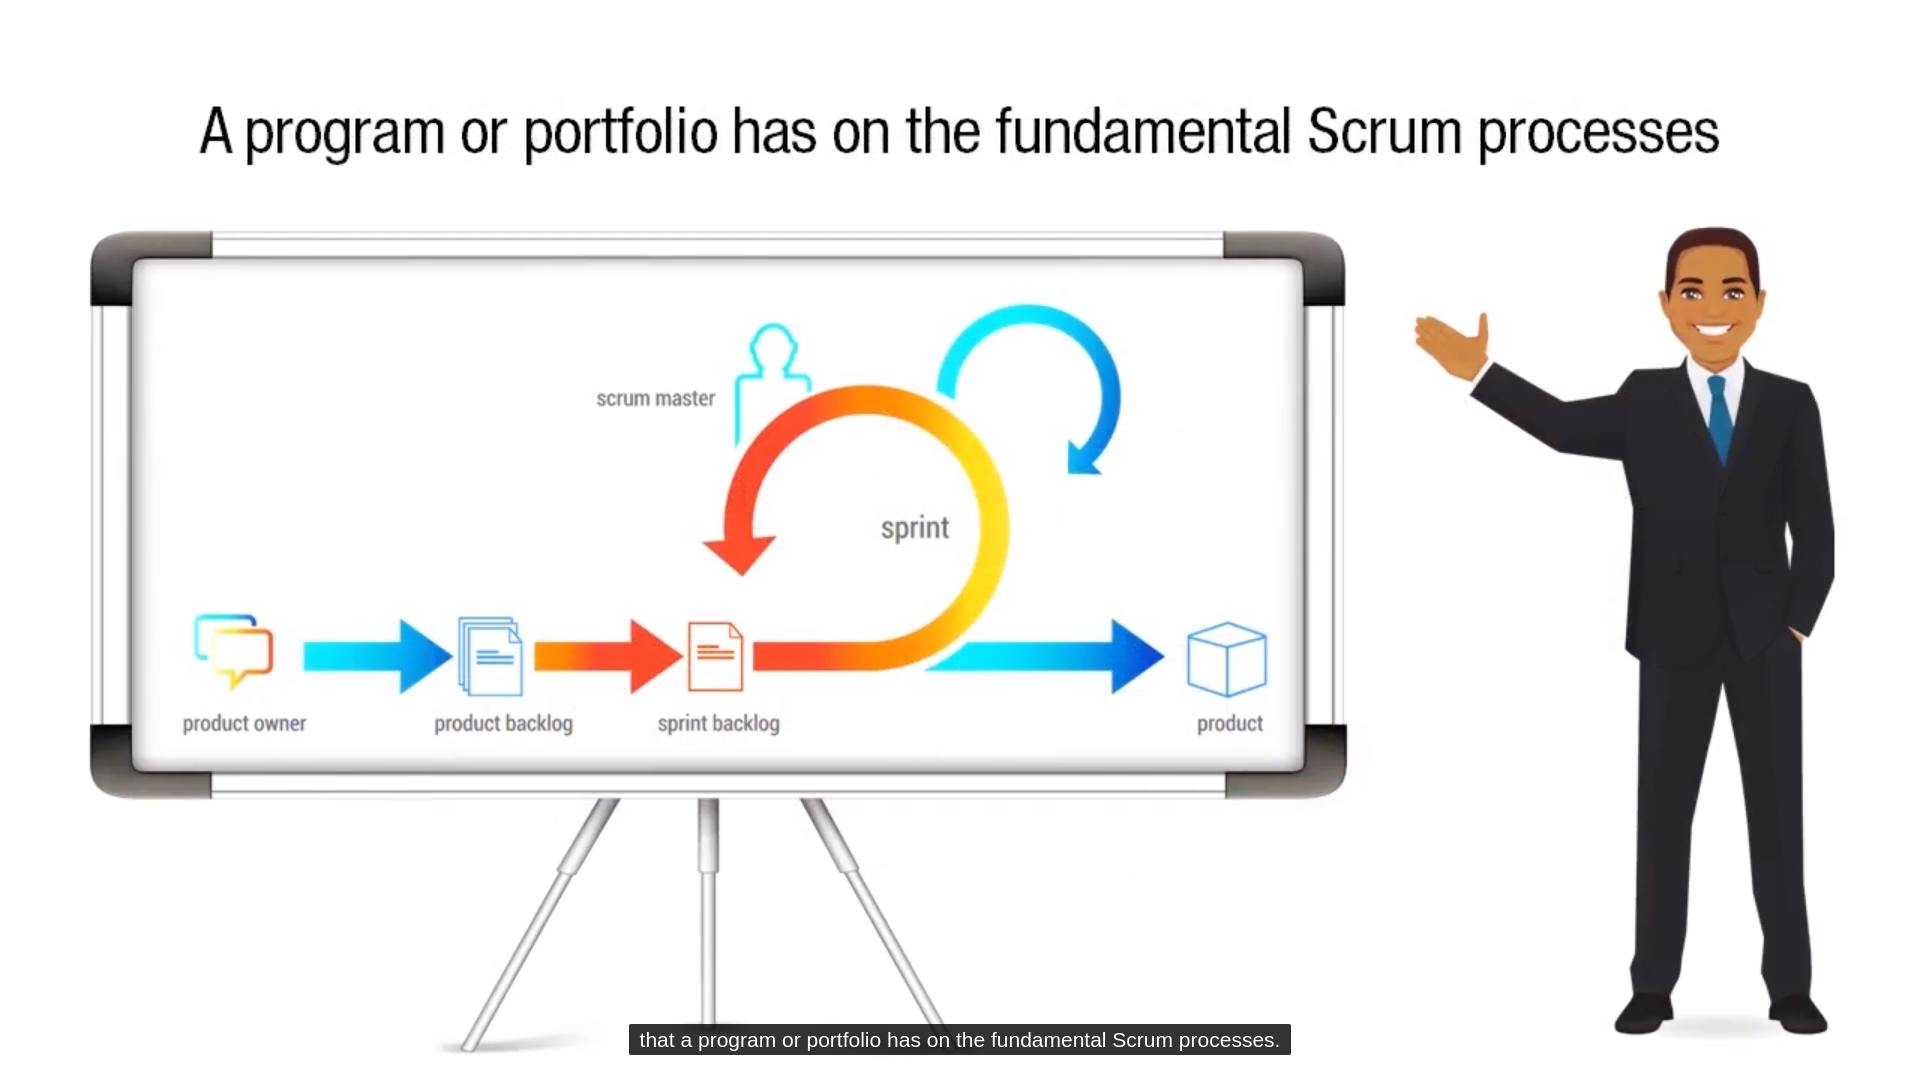 A program or portfolio has on the fundamental Scrum processes
scrum master
sprint
product owner
product backlog
sprint backlog
product
that a program or portfolio has on the fundamental Scrum processes.